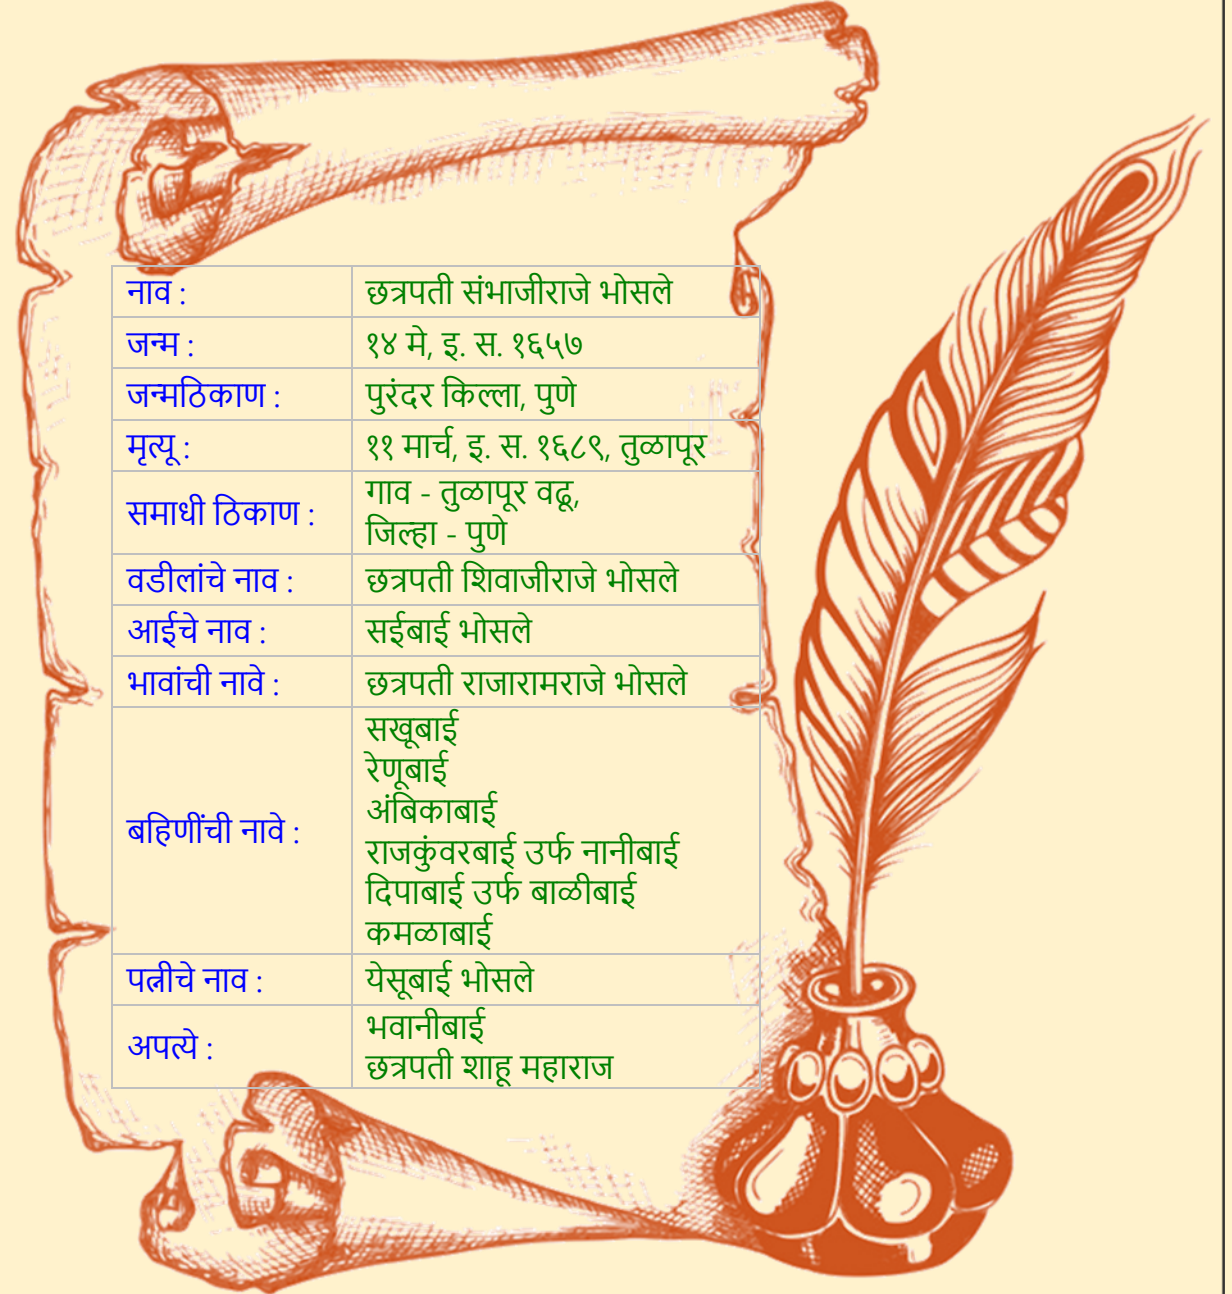 नाव : छत्रपती संभाजीराजे भोसले
जन्म : १४ मे, इ. स. १६५७
जन्मठिकाण : पुरंदर किल्ला, पुणे
मृत्यू : ११ मार्च, इ. स. १६८९, तुळापूर
समाधी ठिकाण : गाव - तुळापूर वढू,
जिल्हा - पुणे
वडीलांचे नाव : छत्रपती शिवाजीराजे भोसले
आईचे नाव : सईबाई भोसले
भावांची नावे : छत्रपती राजारामराजे भोसले
बहिणींची नावे : सखूबाई
रेणूबाई
अंबिकाबाई
राजकुंवरबाई उर्फ नानीबाई
दिपाबाई उर्फ बाळीबाई
कमळाबाई
पत्नीचे नाव : येसूबाई भोसले
अपत्ये : भवानीबाई
छत्रपती शाहू महाराज